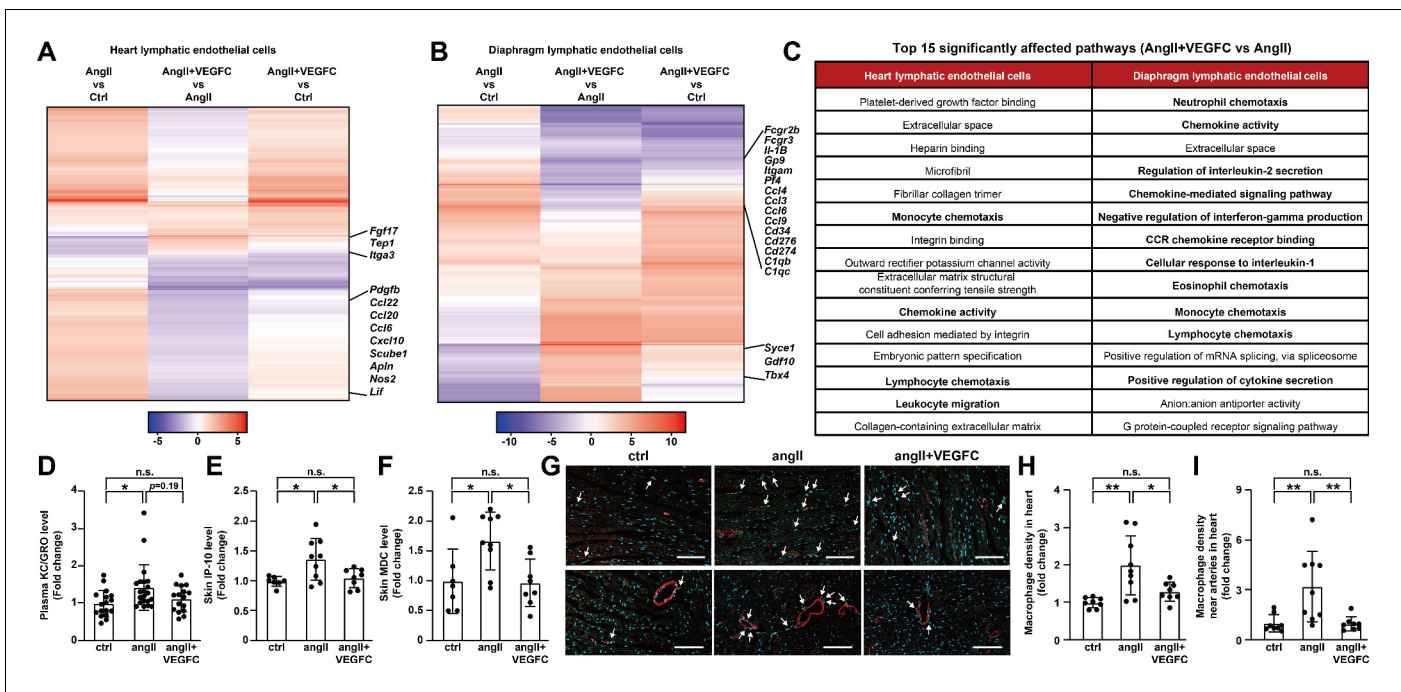 A
Heart lymphatic endothelial cells
AngII
vs
Ctrl
AngII+VEGFC
vs
AngII
AngII+VEGFC
vs
Ctrl
Fgf17
Tep1
Itga3
Pdgfb
Ccl22
Ccl20
Ccl6
Cxcl10
Scube1
Apln
Nos2
Lif
-5 0 5
B
Diaphragm lymphatic endothelial cells
AngII
vs
Ctrl
AngII+VEGFC
vs
AngII
AngII+VEGFC
vs
Ctrl
Fcgr2b
Fcgr3
Il-1B
Gp9
Itgam
Pf4
Ccl4
Ccl3
Ccl6
Ccl9
Cd34
Cd276
Cd274
C1qb
C1qc
Syce1
Gdf10
Tbx4
-10 -5 0 5 10
C
Top 15 significantly affected pathways (AngII+VEGFC vs AngII)
Heart lymphatic endothelial cells Diaphragm lymphatic endothelial cells
Platelet-derived growth factor binding Neutrophil chemotaxis
Extracellular space Chemokine activity
Heparin binding Extracellular space
Microfibril Regulation of interleukin-2 secretion
Fibrillar collagen trimer Chemokine-mediated signaling pathway
Monocyte chemotaxis Negative regulation of interferon-gamma production
Integrin binding CCR chemokine receptor binding
Outward rectifier potassium channel activity Cellular response to interleukin-1
Extracellular matrix structural
constituent conferring tensile strength Eosinophil chemotaxis
Chemokine activity Monocyte chemotaxis
Cell adhesion mediated by integrin Lymphocyte chemotaxis
Embryonic pattern specification Positive regulation of mRNA splicing, via spliceosome
Lymphocyte chemotaxis Positive regulation of cytokine secretion
Leukocyte migration Anion:anion antiporter activity
Collagen-containing extracellular matrix G protein-coupled receptor signaling pathway
D
n.s.
* p=0.19
Plasma KC/GRO level
(Fold change)
4
3
2
1
0
ctrl angII angII+
VEGFC
E
n.s.
* *
Skin IP-10 level
(Fold change)
2.5
2.0
1.5
1.0
0.5
0
ctrl angII angII+
VEGFC
F
n.s.
* *
Skin MDC level
(Fold change)
2.5
2.0
1.5
1.0
0.5
0
ctrl angII angII+
VEGFC
G
ctrl angII angII+VEGFC
H
n.s.
** *
Macrophage density in heart
(fold change)
4
3
2
1
0
ctrl angII angII+
VEGFC
I
n.s.
** **
Macrophage density
near arteries in heart
(fold change)
9
6
3
0
ctrl angII angII+
VEGFC